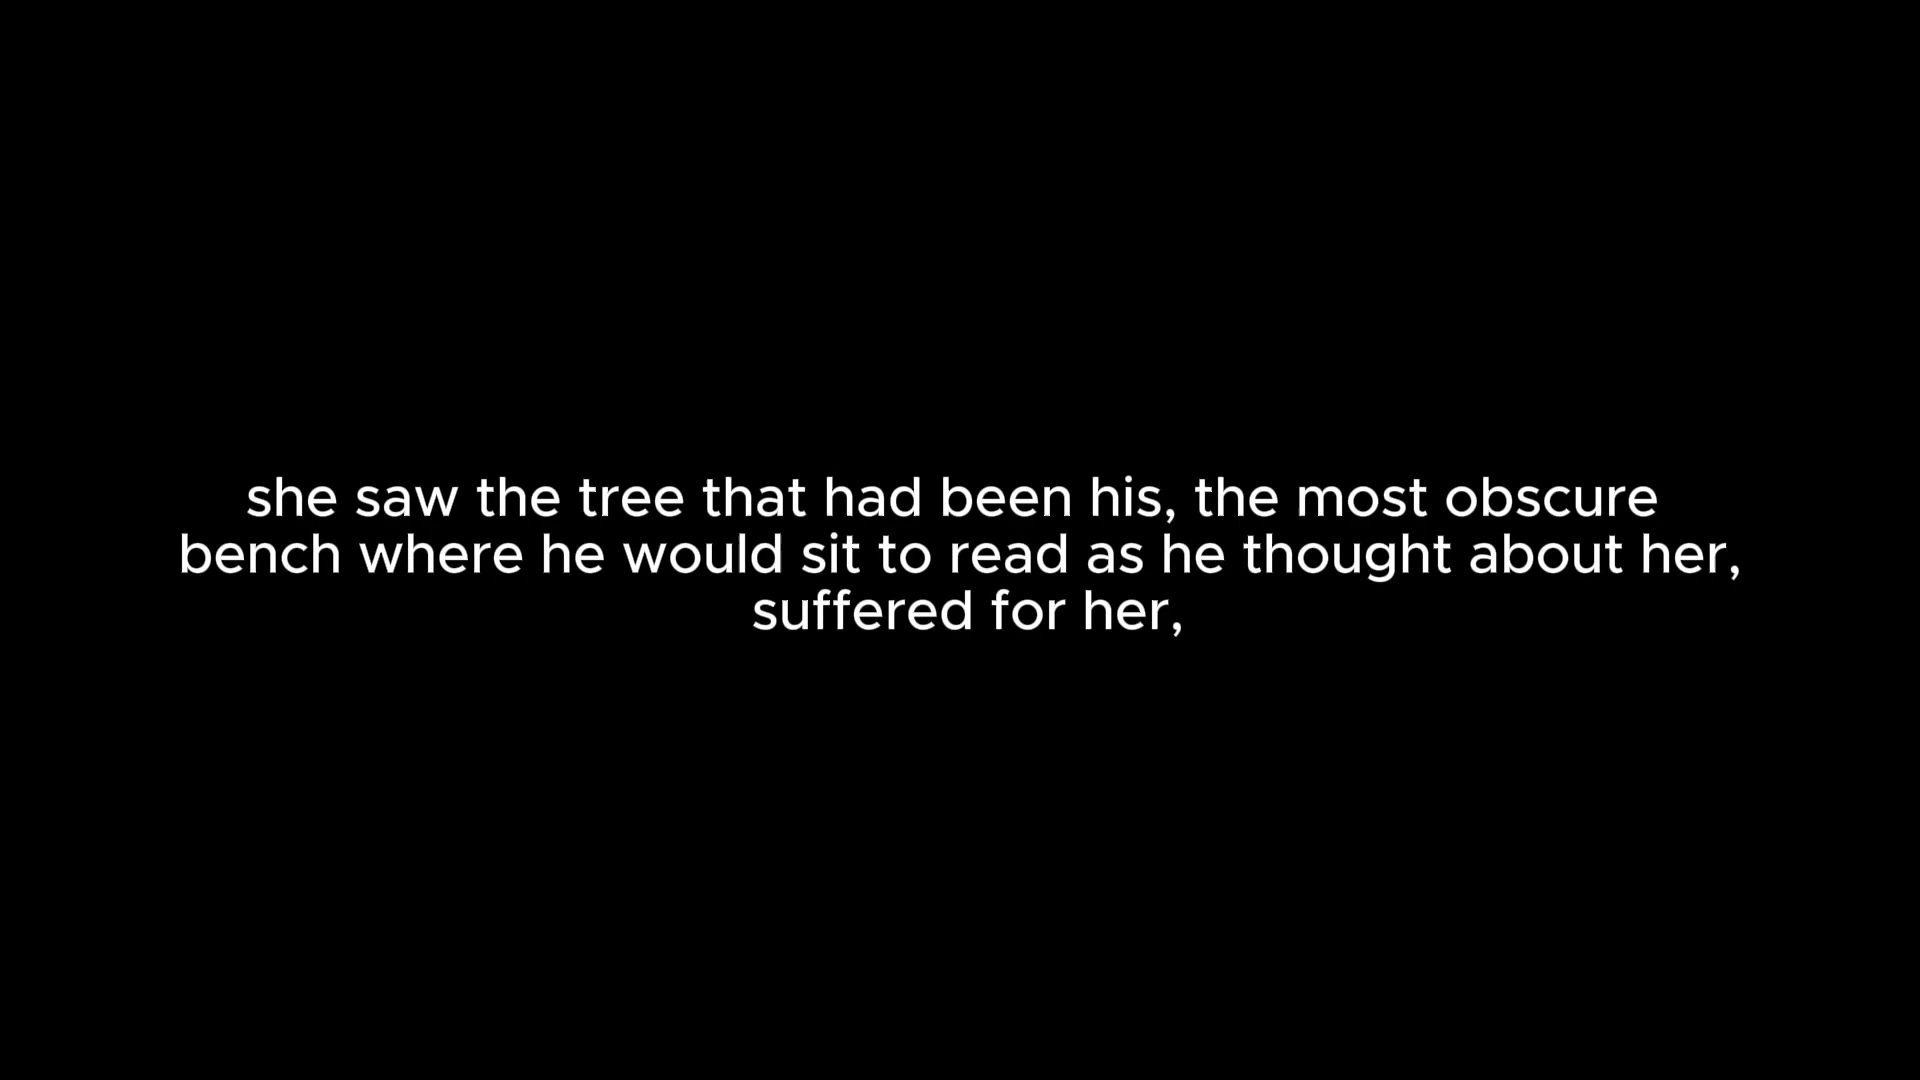 she saw the tree that had been his, the most obscure
bench where he would sit to read as he thought about her,
suffered for her,